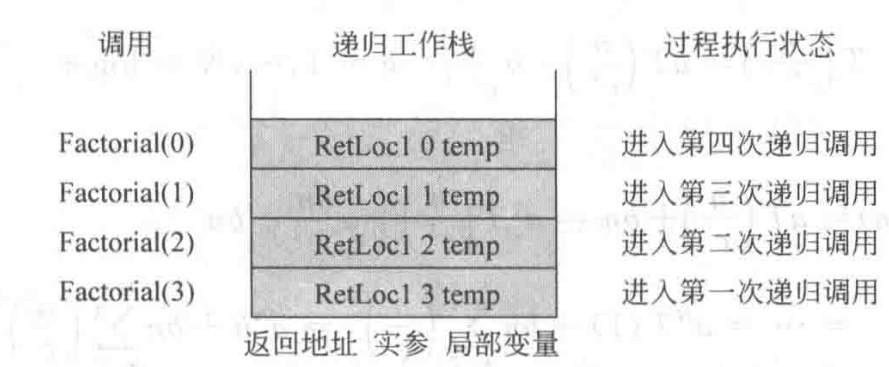 调用 递归工作栈 过程执行状态
Factorial(0) RetLoc1 0 temp 进入第四次递归调用
Factorial(1) RetLoc1 1 temp 进入第三次递归调用
Factorial(2) RetLoc1 2 temp 进入第二次递归调用
Factorial(3) RetLoc1 3 temp 进入第一次递归调用
返回地址 实参 局部变量